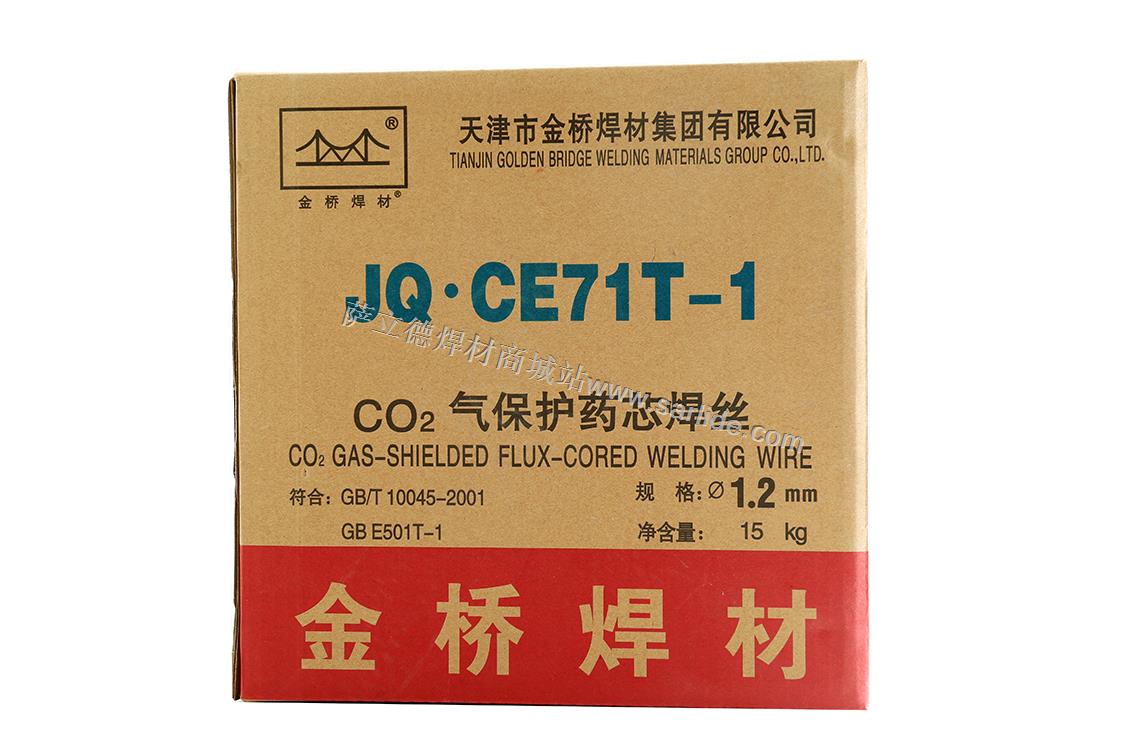 ®
金桥焊材®
天津市金桥焊材集团有限公司
TIANJIN GOLDEN BRIDGE WELDING MATERIALS GROUP CO.,LTD.
JQ·CE71T-1
萨立德焊材商城站www.sarlide.com
CO₂ 气保护药芯焊丝
CO₂ GAS-SHIELDED FLUX-CORED WELDING WIRE
符合: GB/T 10045-2001
规 格: Ø 1.2 mm
GB E501T-1
净含量: 15 kg
金桥焊材